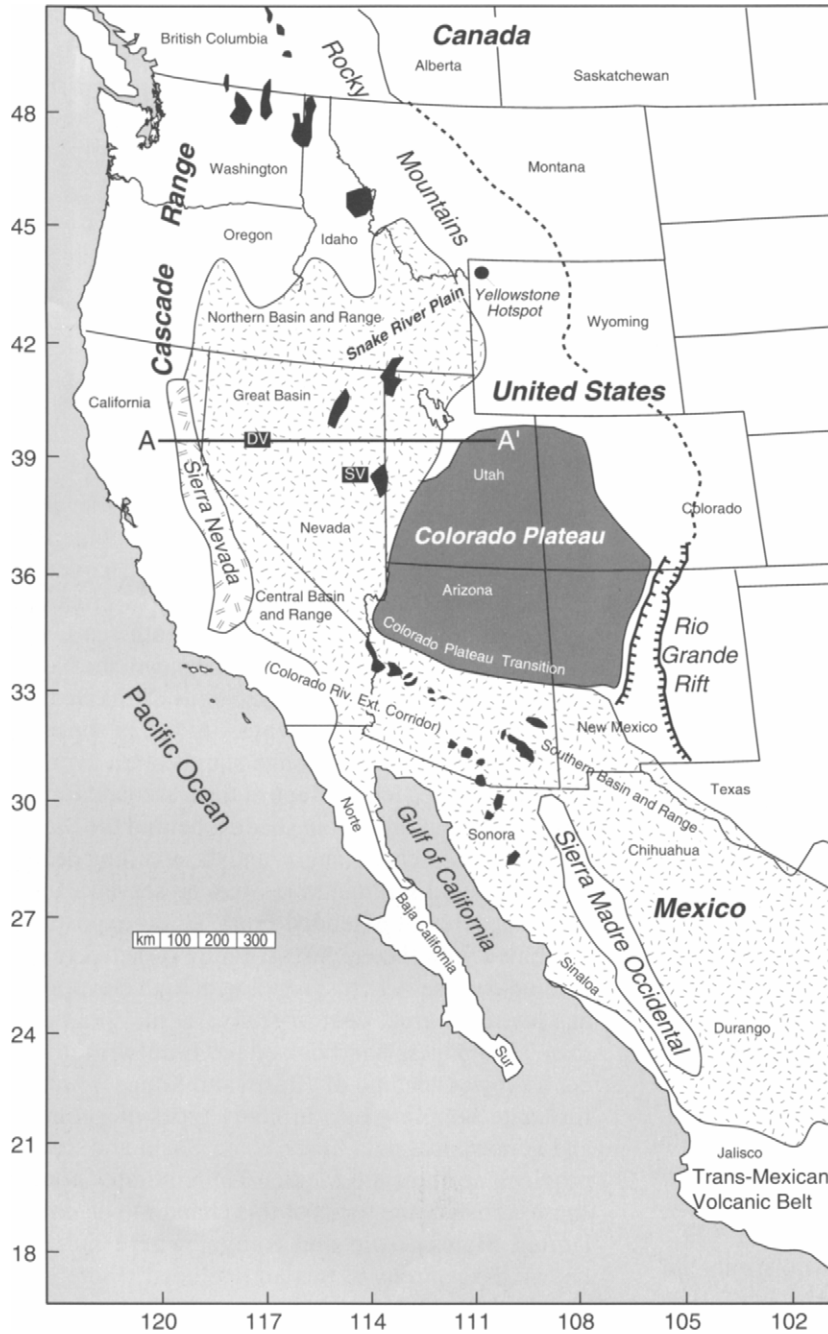 British Columbia
Canada
Rocky
Alberta
Saskatchewan
48
Range
Washington
Mountains
Montana
45
Oregon
Idaho
Cascade
Yellowstone
Hotspot
Wyoming
Northern Basin and Range
Snake River Plain
42
United States
California
Great Basin
A
DV
A'
39
SV
Utah
Sierra Nevada
Colorado
Nevada
Colorado Plateau
36
Arizona
Central Basin
and Range
Colorado Plateau Transition
Rio
Grande
Rift
33
(Colorado Riv. Ext. Corridor)
New Mexico
Pacific Ocean
Southern Basin and Range
Texas
30
Norte
Gulf of California
Sonora
Chihuahua
Sierra Madre Occidental
Mexico
27
Baja California
km 100 200 300
Sinaloa
24
Durango
Sur
21
Jalisco
Trans-Mexican
Volcanic Belt
18
120 117 114 111 108 105 102